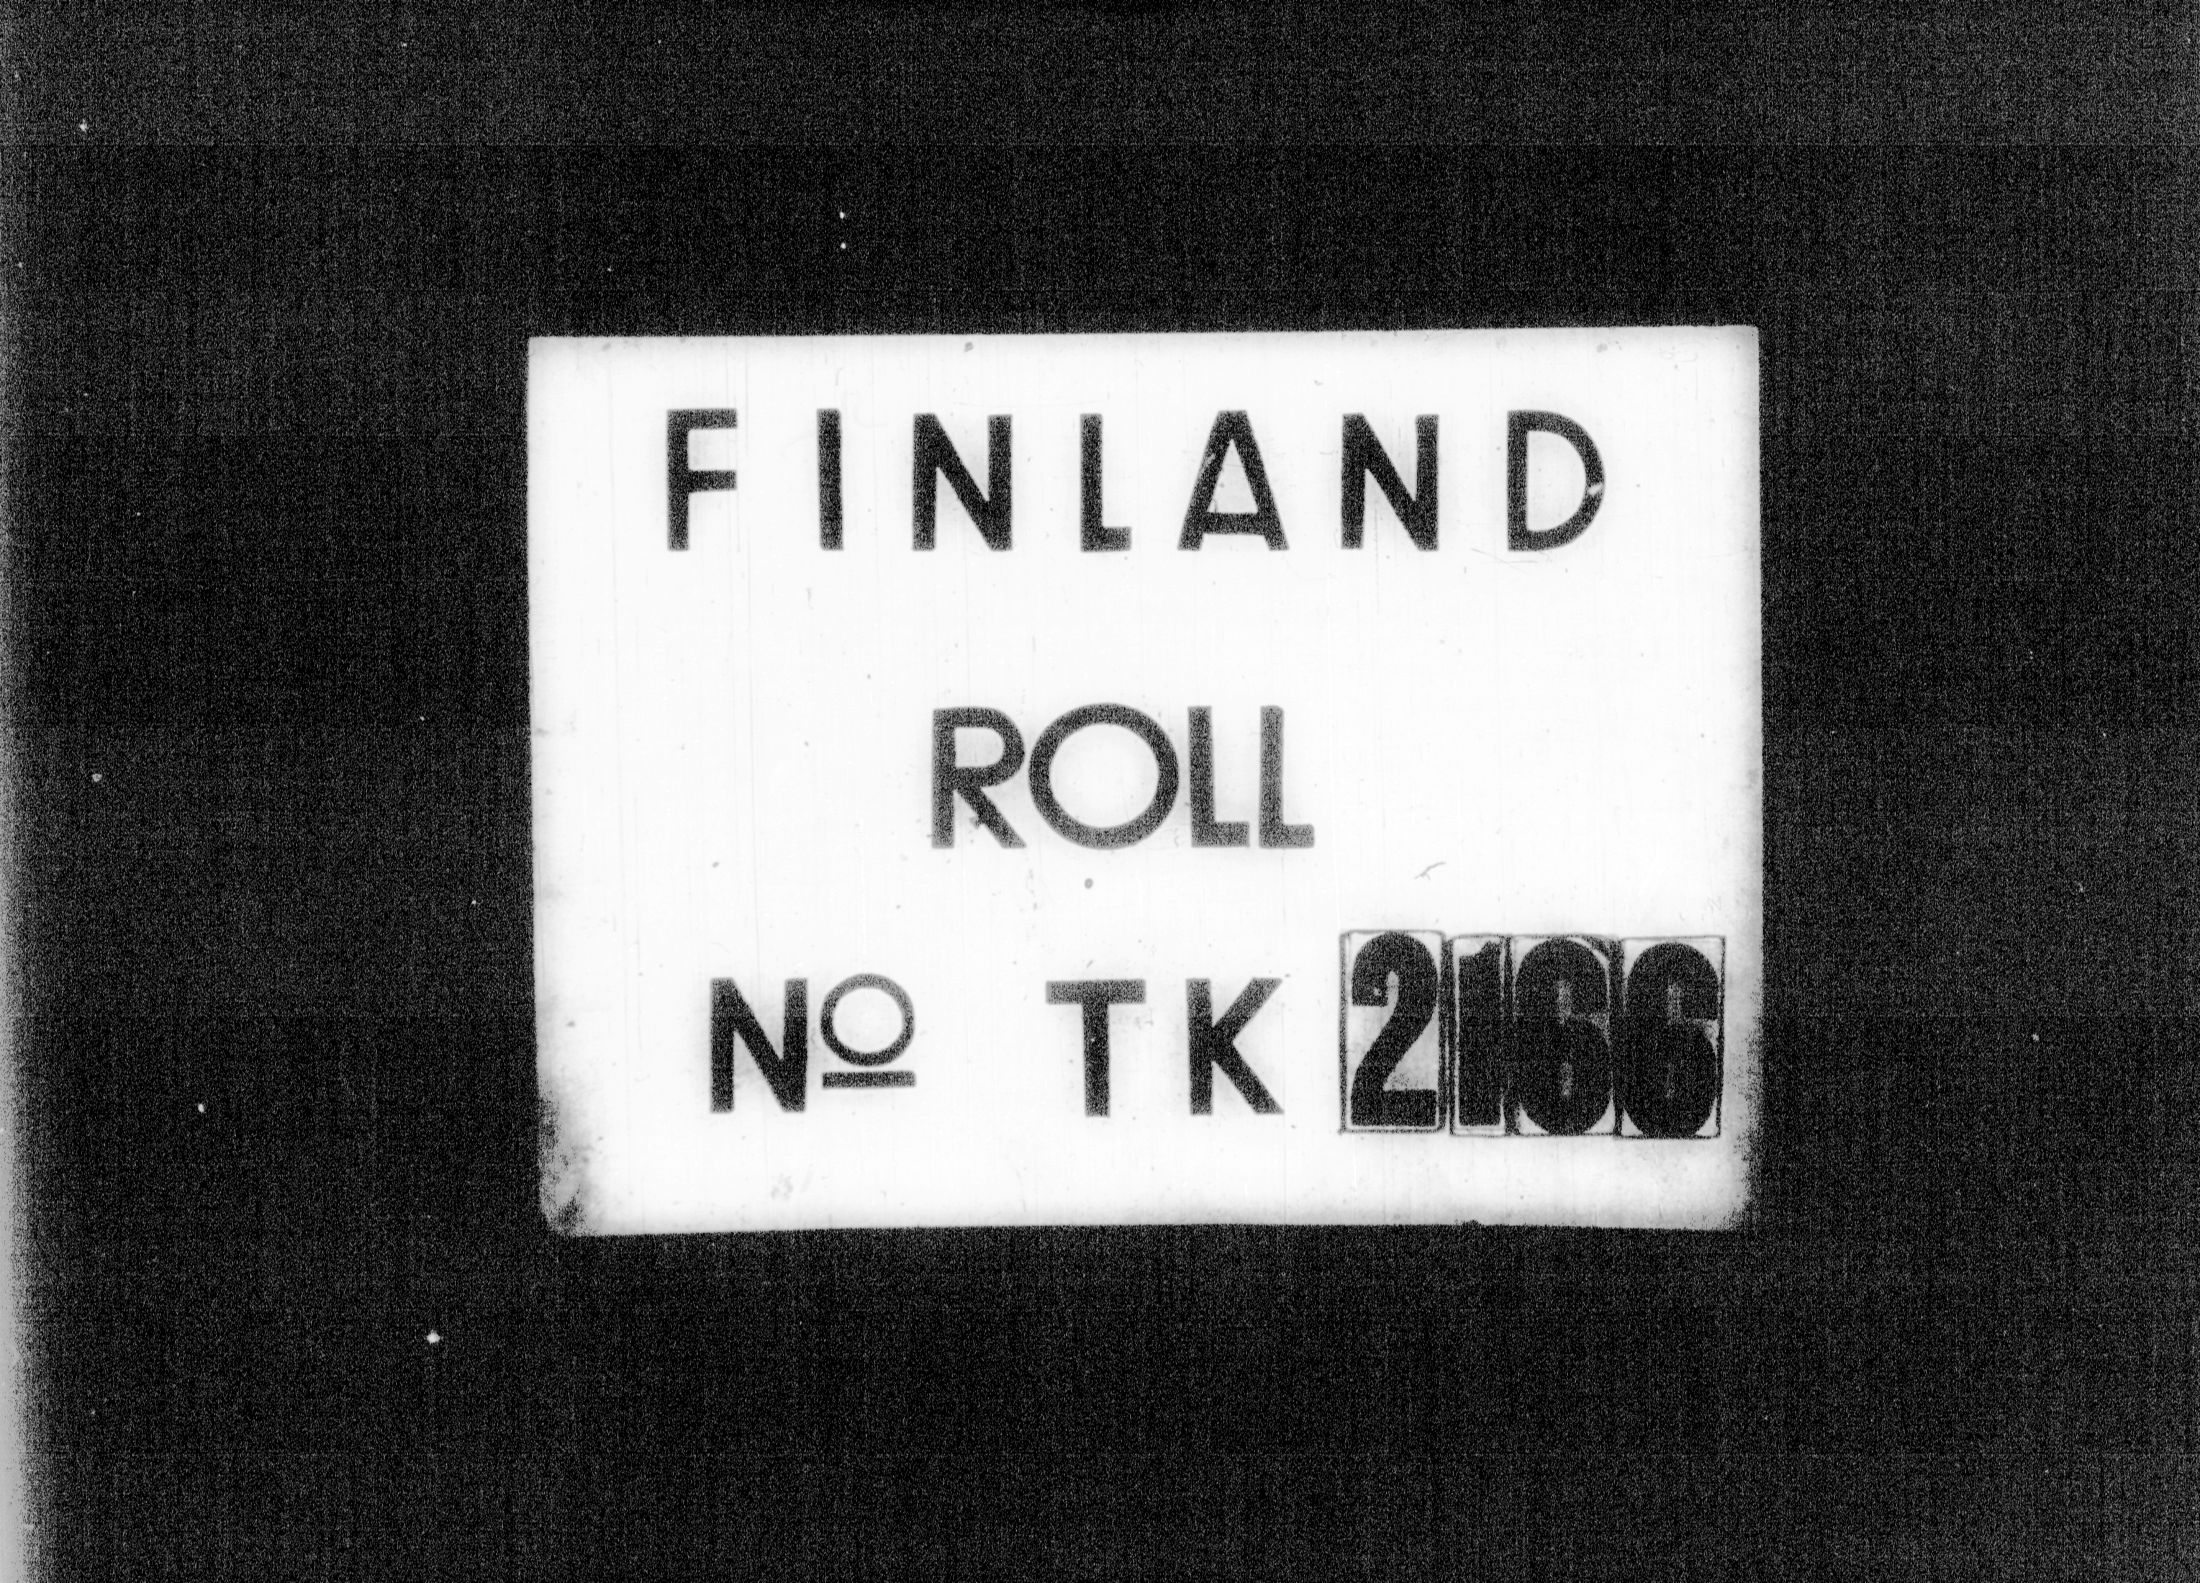 FINLAND
ROLL
Nº TK 2166